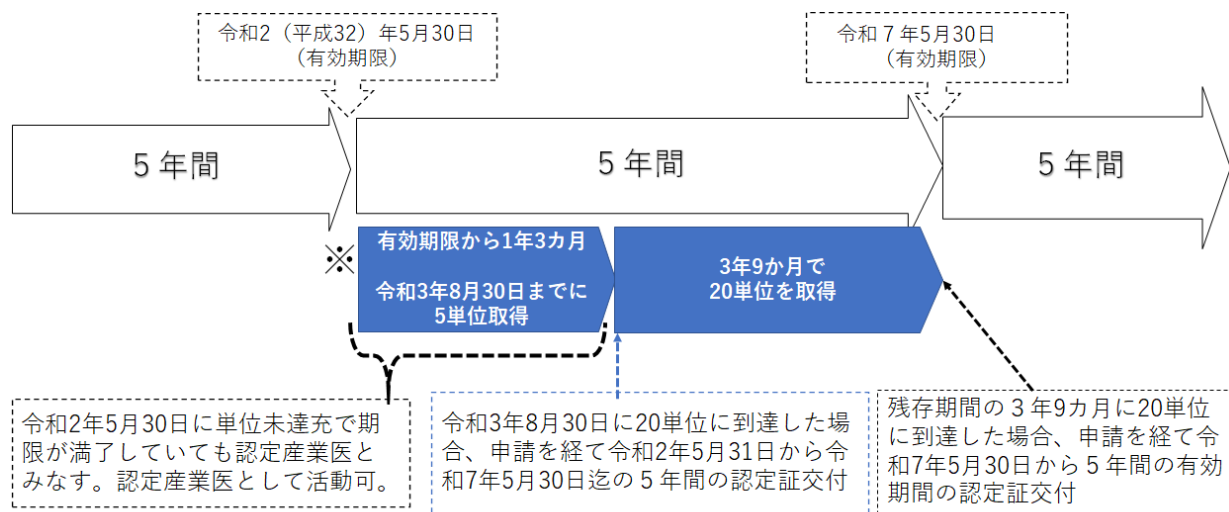 令和2（平成32）年5月30日
（有効期限）
令和７年5月30日
（有効期限）
５年間
５年間
５年間
※
有効期限から1年3カ月
令和3年8月30日までに
5単位取得
3年9か月で
20単位を取得
令和2年5月30日に単位未達充で期
限が満了していても認定産業医と
みなす。認定産業医として活動可。
令和3年8月30日に20単位に到達した場
合、申請を経て令和2年5月31日から令
和7年5月30日迄の５年間の認定証交付
残存期間の３年9カ月に20単位
に到達した場合、申請を経て令
和7年5月30日から５年間の有効
期間の認定証交付